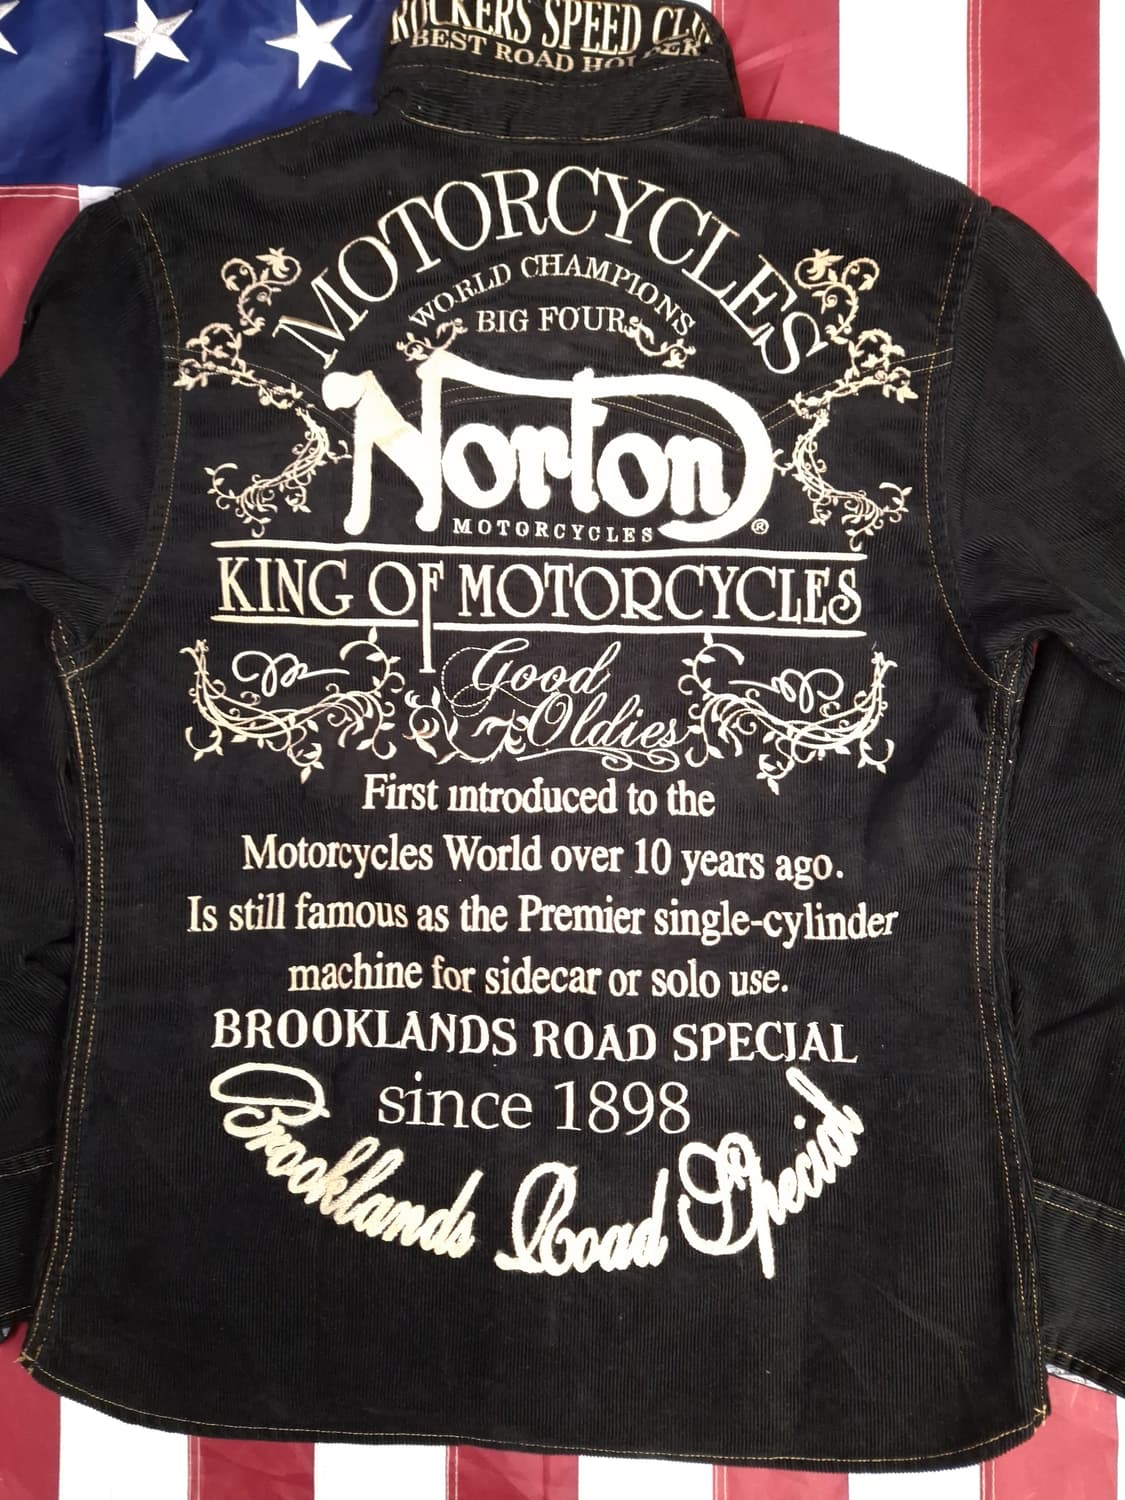 ROCKERS SPEED CLUB
BEST ROAD HOLDER
MOTORCYCLES
WORLD CHAMPIONS
BIG FOUR
Norton
MOTORCYCLES ®
KING OF MOTORCYCLES
Good
Oldies
First introduced to the
Motorcycles World over 10 years ago.
Is still famous as the Premier single-cylinder
machine for sidecar or solo use.
BROOKLANDS ROAD SPECIAL
since 1898
Brooklands Road Special